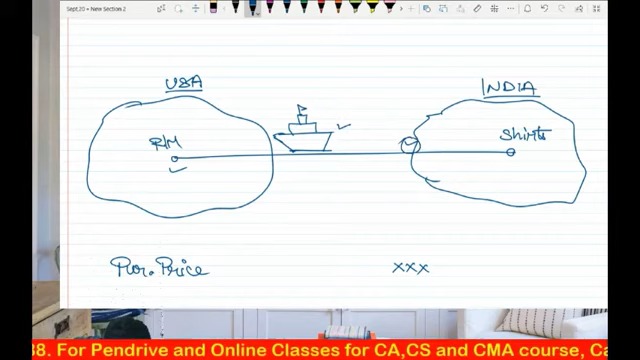 Sept 20 • New Section 2
USA
INDIA
R/M
Shirts
Pur. Price
xxx
38. For Pendrive and Online Classes for CA,CS and CMA course, Ca